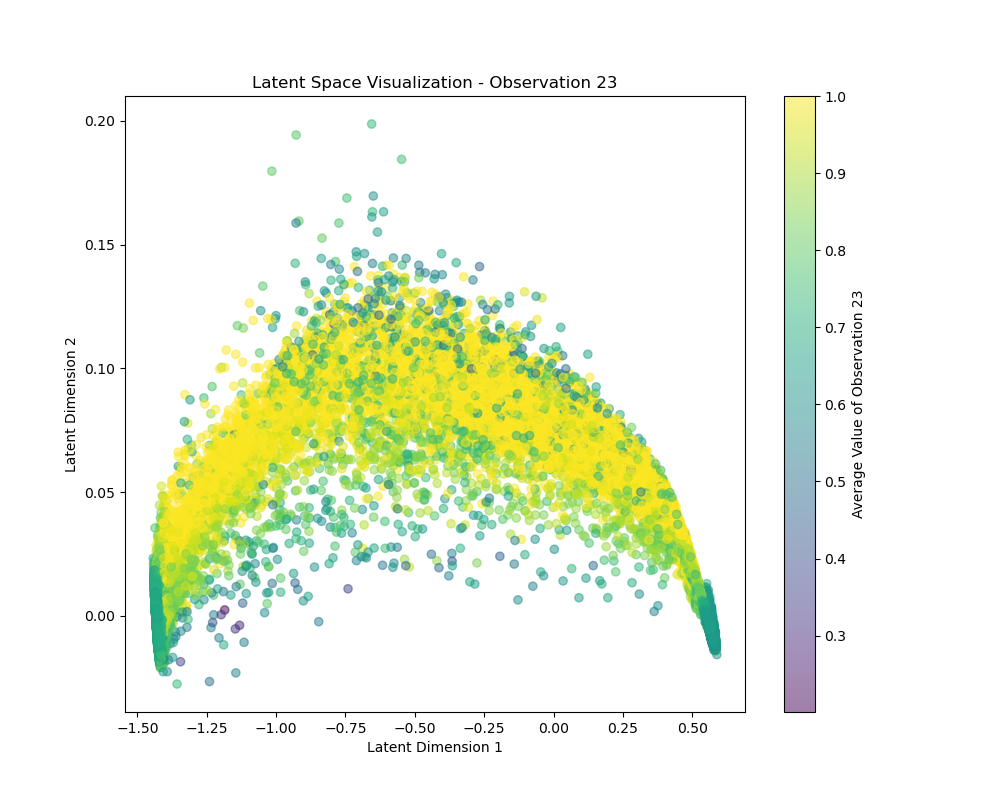 Latent Space Visualization - Observation 23
0.20
0.15
0.10
0.05
0.00
Latent Dimension 2
−1.50 −1.25 −1.00 −0.75 −0.50 −0.25 0.00 0.25 0.50
Latent Dimension 1
1.0
0.9
0.8
0.7
0.6
0.5
0.4
0.3
Average Value of Observation 23